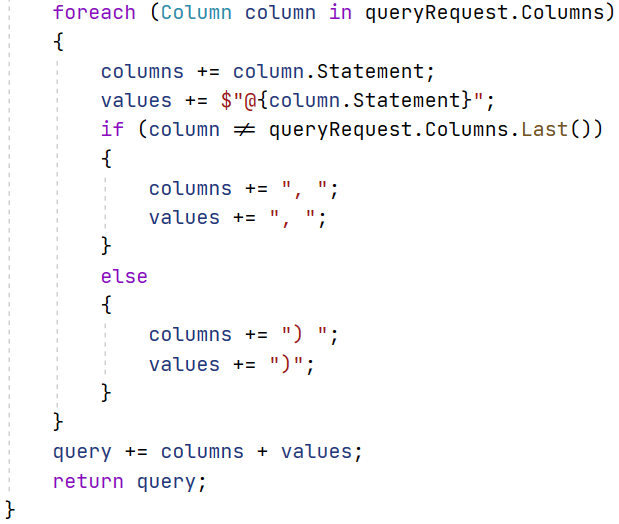 foreach (Column column in queryRequest.Columns)
{
columns += column.Statement;
values += $"@{column.Statement}";
if (column != queryRequest.Columns.Last())
{
columns += ", ";
values += ", ";
}
else
{
columns += ") ";
values += ")";
}
}
query += columns + values;
return query;
}